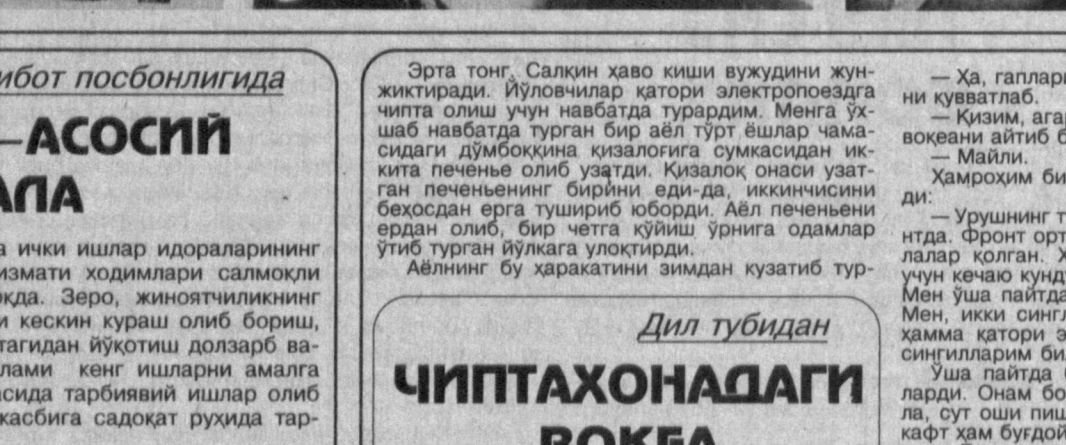 ибот посбонлигида
—АСОСИЙ
а ички ишлар идораларининг
измати ходимлари салмоқли
қда. Зеро, жиноятчиликнинг
и кескин кураш олиб бориш,
тагидан йўқотиш долзарб ва-
лами кенг ишларни амалга
асида тарбиявий ишлар олиб
касбига садоқат руҳида тар-
Эрта тонг. Салқин ҳаво киши вужудини жун-
жиктиради. Йўловчилар қатори электропоездга
чипта олиш учун навбатда турардим. Менга ўх-
шаб навбатда турган бир аёл тўрт ёшлар чама-
сидаги дўмбоққина қизалоғига сумкасидан ик-
кита печенье олиб узатди. Қизалоқ онаси узат-
ган печеньенинг бирини еди-да, иккинчисини
беҳосдан ерга тушириб юборди. Аёл печеньени
ердан олиб, бир четга қўйиш ўрнига одамлар
ўтиб турган йўлкага улоқтирди.
Аёлнинг бу ҳаракатини зимдан кузатиб тур-
Дил тубидан
ЧИПТАХОНАДАГИ
ВОҚЕА
— Ҳа, гаплари
ни қувватлаб.
— Қизим, агар
воқеани айтиб б
— Майли.
Ҳамроҳим би
ди:
— Урушнинг т
нтда. Фронт орт
лалар қолган. Х
учун кечаю кунду
Мен ўша пайтда
Мен, икки сингл
ҳамма қатори э
сингилларим би
Ўша пайтда
ларди. Онам бо
ла, сут оши пиш
кафт ҳам буғдой